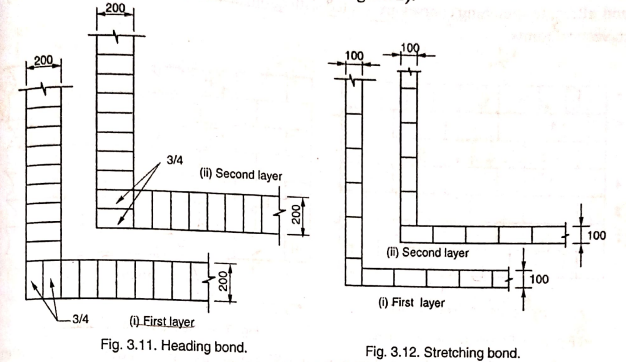 200
200
3/4
(ii) Second layer
200
200
3/4
(i) First layer
Fig. 3.11. Heading bond.
100
100
100
(ii) Second layer
100
(i) First layer
Fig. 3.12. Stretching bond.